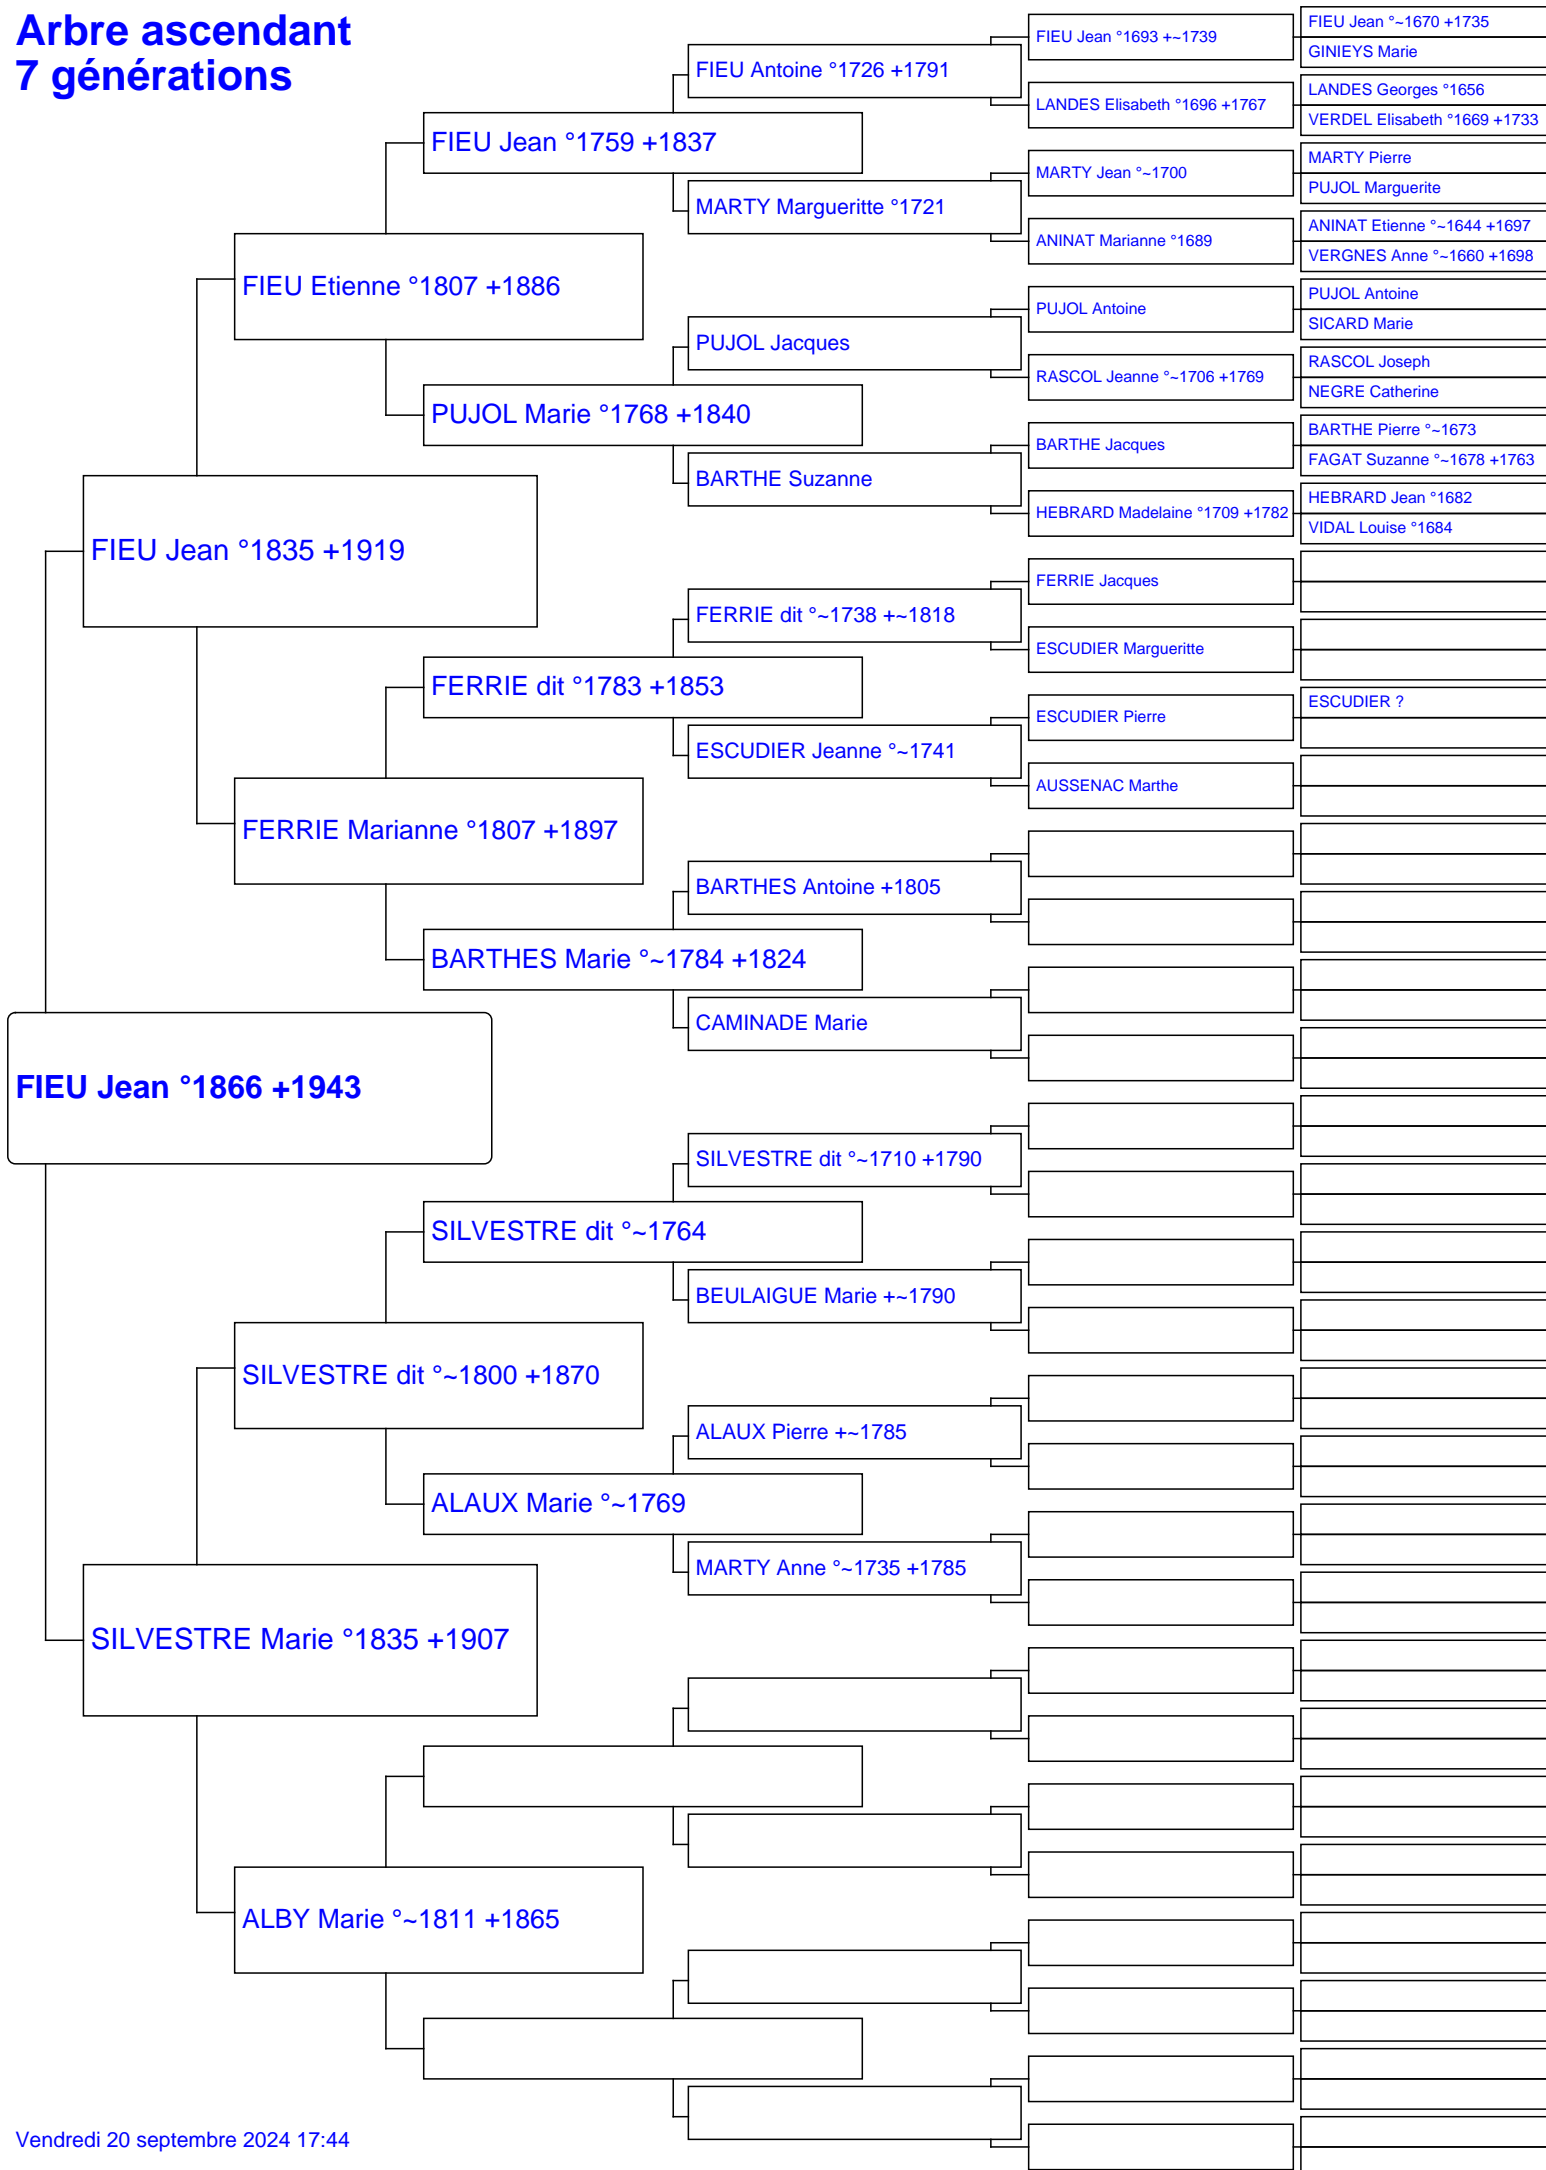 Arbre ascendant
7 générations
FIEU Jean °1866 +1943
FIEU Jean °1835 +1919
SILVESTRE Marie °1835 +1907
FIEU Etienne °1807 +1886
FERRIE Marianne °1807 +1897
SILVESTRE dit °~1800 +1870
ALBY Marie °~1811 +1865
FIEU Jean °1759 +1837
PUJOL Marie °1768 +1840
FERRIE dit °1783 +1853
BARTHES Marie °~1784 +1824
SILVESTRE dit °~1764
ALAUX Marie °~1769
FIEU Antoine °1726 +1791
MARTY Margueritte °1721
PUJOL Jacques
BARTHE Suzanne
FERRIE dit °~1738 +~1818
ESCUDIER Jeanne °~1741
BARTHES Antoine +1805
CAMINADE Marie
SILVESTRE dit °~1710 +1790
BEULAIGUE Marie +~1790
ALAUX Pierre +~1785
MARTY Anne °~1735 +1785
FIEU Jean °1693 +~1739
LANDES Elisabeth °1696 +1767
MARTY Jean °~1700
ANINAT Marianne °1689
PUJOL Antoine
RASCOL Jeanne °~1706 +1769
BARTHE Jacques
HEBRARD Madelaine °1709 +1782
FERRIE Jacques
ESCUDIER Margueritte
ESCUDIER Pierre
AUSSENAC Marthe
FIEU Jean °~1670 +1735
GINIEYS Marie
LANDES Georges °1656
VERDEL Elisabeth °1669 +1733
MARTY Pierre
PUJOL Marguerite
ANINAT Etienne °~1644 +1697
VERGNES Anne °~1660 +1698
PUJOL Antoine
SICARD Marie
RASCOL Joseph
NEGRE Catherine
BARTHE Pierre °~1673
FAGAT Suzanne °~1678 +1763
HEBRARD Jean °1682
VIDAL Louise °1684
ESCUDIER ?
Vendredi 20 septembre 2024 17:44